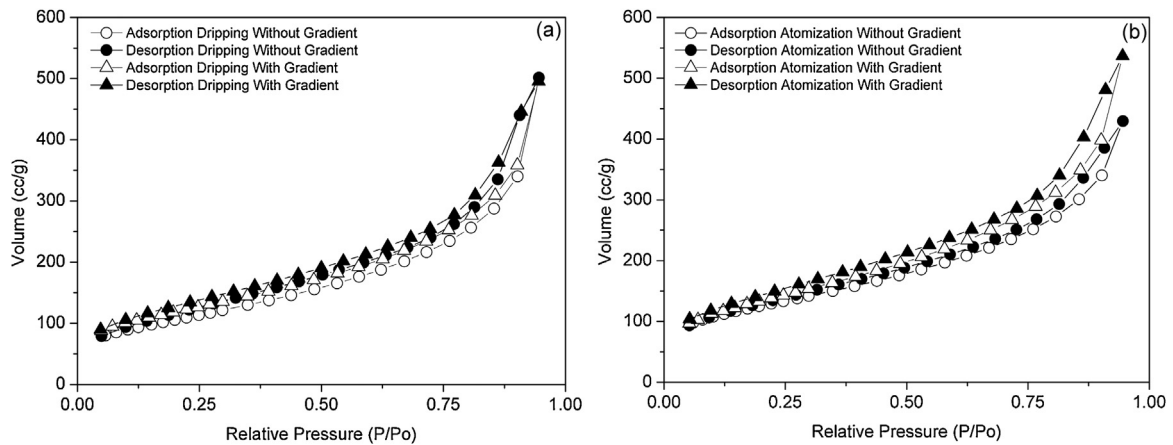 600
500
400
300
200
100
0
Volume (cc/g)
Adsorption Dripping Without Gradient
Desorption Dripping Without Gradient
Adsorption Dripping With Gradient
Desorption Dripping With Gradient
(a)
0.00 0.25 0.50 0.75 1.00
Relative Pressure (P/Po)
600
500
400
300
200
100
0
Volume (cc/g)
Adsorption Atomization Without Gradient
Desorption Atomization Without Gradient
Adsorption Atomization With Gradient
Desorption Atomization With Gradient
(b)
0.00 0.25 0.50 0.75 1.00
Relative Pressure (P/Po)